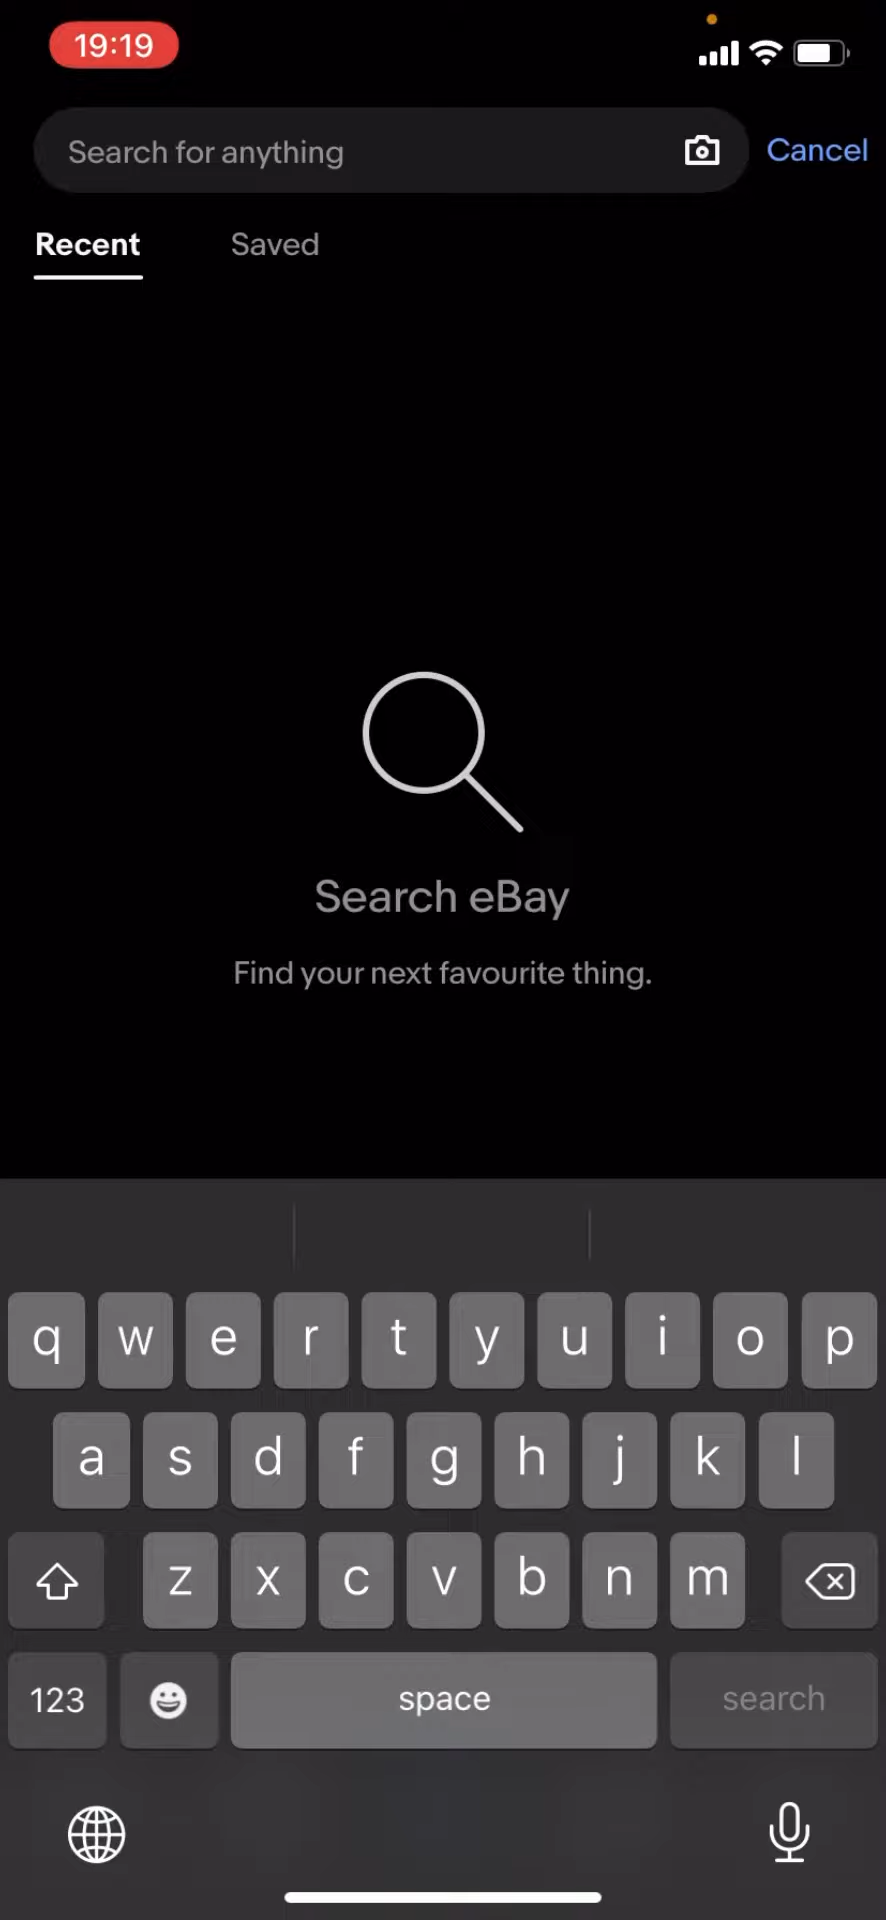 19:19
Search for anything
Cancel
Recent
Saved
Search eBay
Find your next favourite thing.
q w e r t y u i o p
a s d f g h j k l
z x c v b n m
123
space
search